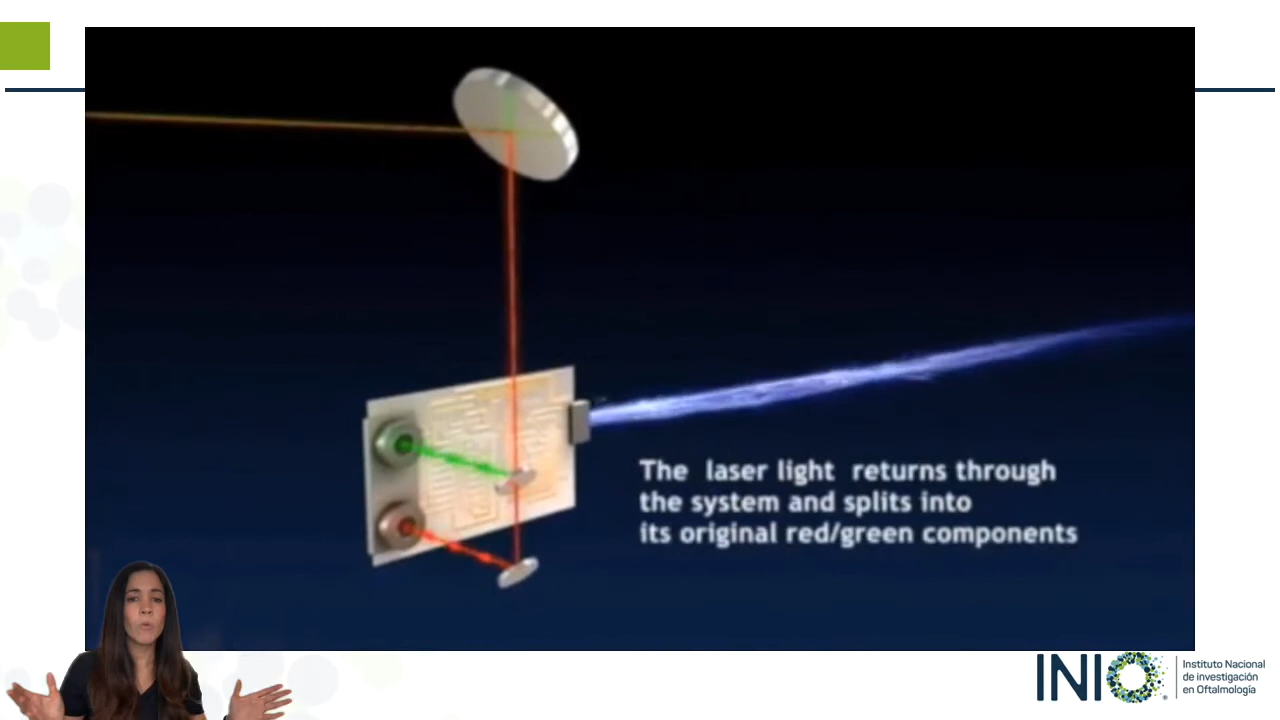 The laser light returns through
the system and splits into
its original red/green components
INIO
Instituto Nacional
de investigación
en Oftalmología